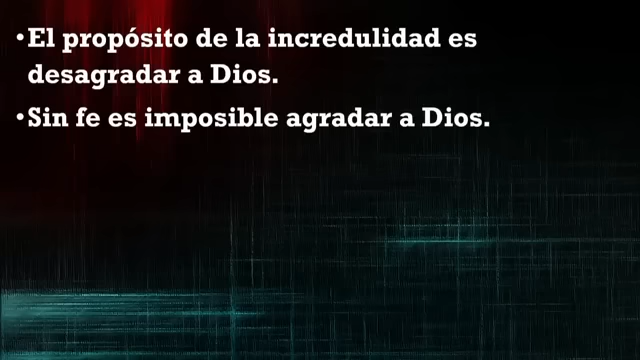 •El propósito de la incredulidad es
desagradar a Dios.
•Sin fe es imposible agradar a Dios.